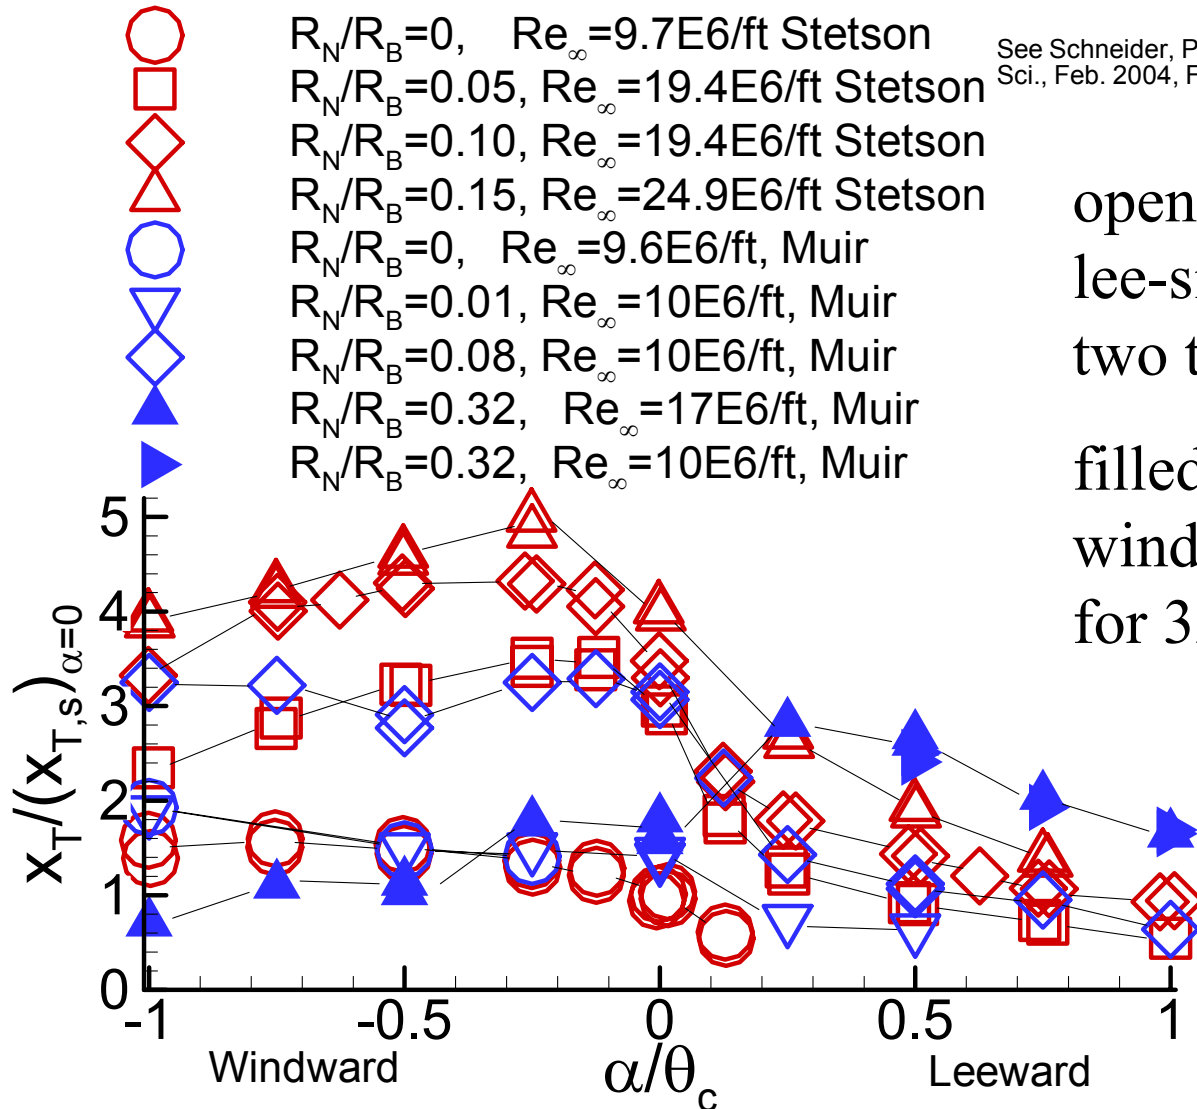 R_N/R_B=0, Re_∞=9.7E6/ft Stetson
R_N/R_B=0.05, Re_∞=19.4E6/ft Stetson
R_N/R_B=0.10, Re_∞=19.4E6/ft Stetson
R_N/R_B=0.15, Re_∞=24.9E6/ft Stetson
R_N/R_B=0, Re_∞=9.6E6/ft, Muir
R_N/R_B=0.01, Re_∞=10E6/ft, Muir
R_N/R_B=0.08, Re_∞=10E6/ft, Muir
R_N/R_B=0.32, Re_∞=17E6/ft, Muir
R_N/R_B=0.32, Re_∞=10E6/ft, Muir
See Schneider, P
Sci., Feb. 2004, F
open
lee-si
two t
filled
wind
for 3
x_T/(x_T,s)_α=0
5
4
3
2
1
0
-1 -0.5 0 0.5 1
Windward α/θ_c Leeward